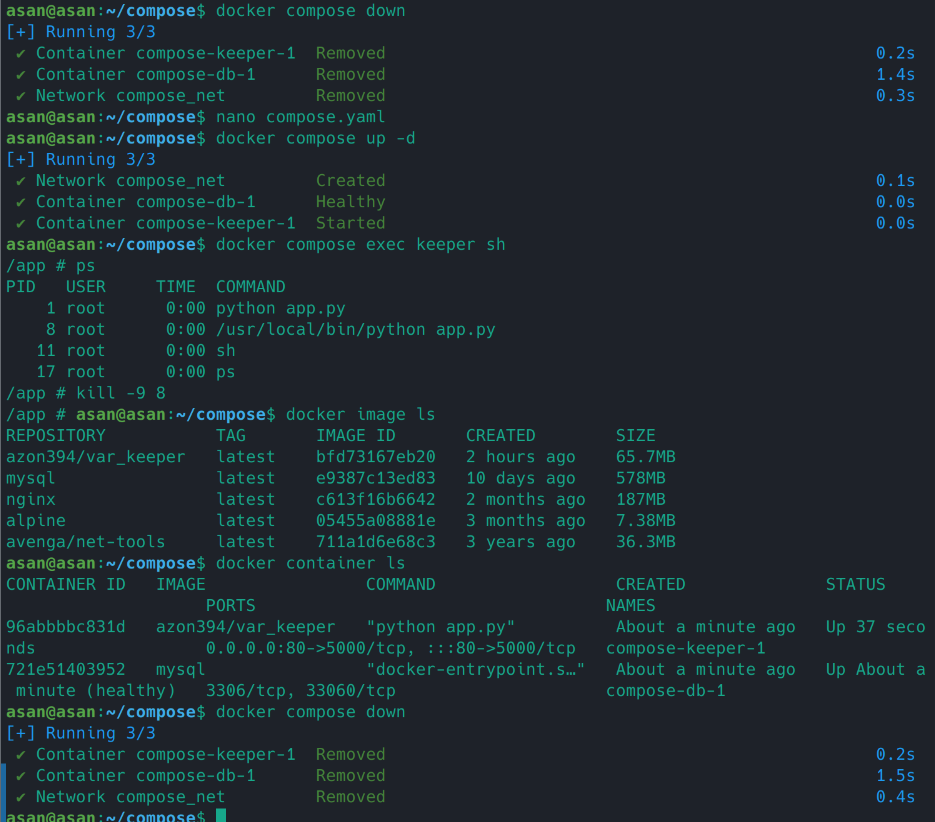 asan@asan:~/compose$ docker compose down
[+] Running 3/3
 ✔ Container compose-keeper-1  Removed                                                 0.2s
 ✔ Container compose-db-1      Removed                                                 1.4s
 ✔ Network compose_net         Removed                                                 0.3s
asan@asan:~/compose$ nano compose.yaml
asan@asan:~/compose$ docker compose up -d
[+] Running 3/3
 ✔ Network compose_net         Created                                                 0.1s
 ✔ Container compose-db-1      Healthy                                                 0.0s
 ✔ Container compose-keeper-1  Started                                                 0.0s
asan@asan:~/compose$ docker compose exec keeper sh
/app # ps
PID   USER     TIME  COMMAND
    1 root      0:00 python app.py
    8 root      0:00 /usr/local/bin/python app.py
   11 root      0:00 sh
   17 root      0:00 ps
/app # kill -9 8
/app # asan@asan:~/compose$ docker image ls
REPOSITORY           TAG       IMAGE ID       CREATED        SIZE
azon394/var_keeper   latest    bfd73167eb20   2 hours ago    65.7MB
mysql                latest    e9387c13ed83   10 days ago    578MB
nginx                latest    c613f16b6642   2 months ago   187MB
alpine               latest    05455a08881e   3 months ago   7.38MB
avenga/net-tools     latest    711a1d6e68c3   3 years ago    36.3MB
asan@asan:~/compose$ docker container ls
CONTAINER ID   IMAGE                COMMAND                  CREATED              STATUS
                    PORTS                                   NAMES
96abbbbc831d   azon394/var_keeper   "python app.py"          About a minute ago   Up 37 seco
nds                 0.0.0.0:80->5000/tcp, :::80->5000/tcp   compose-keeper-1
721e51403952   mysql                "docker-entrypoint.s…"   About a minute ago   Up About a
 minute (healthy)   3306/tcp, 33060/tcp                     compose-db-1
asan@asan:~/compose$ docker compose down
[+] Running 3/3
 ✔ Container compose-keeper-1  Removed                                                 0.2s
 ✔ Container compose-db-1      Removed                                                 1.5s
 ✔ Network compose_net         Removed                                                 0.4s
asan@asan:~/compose$